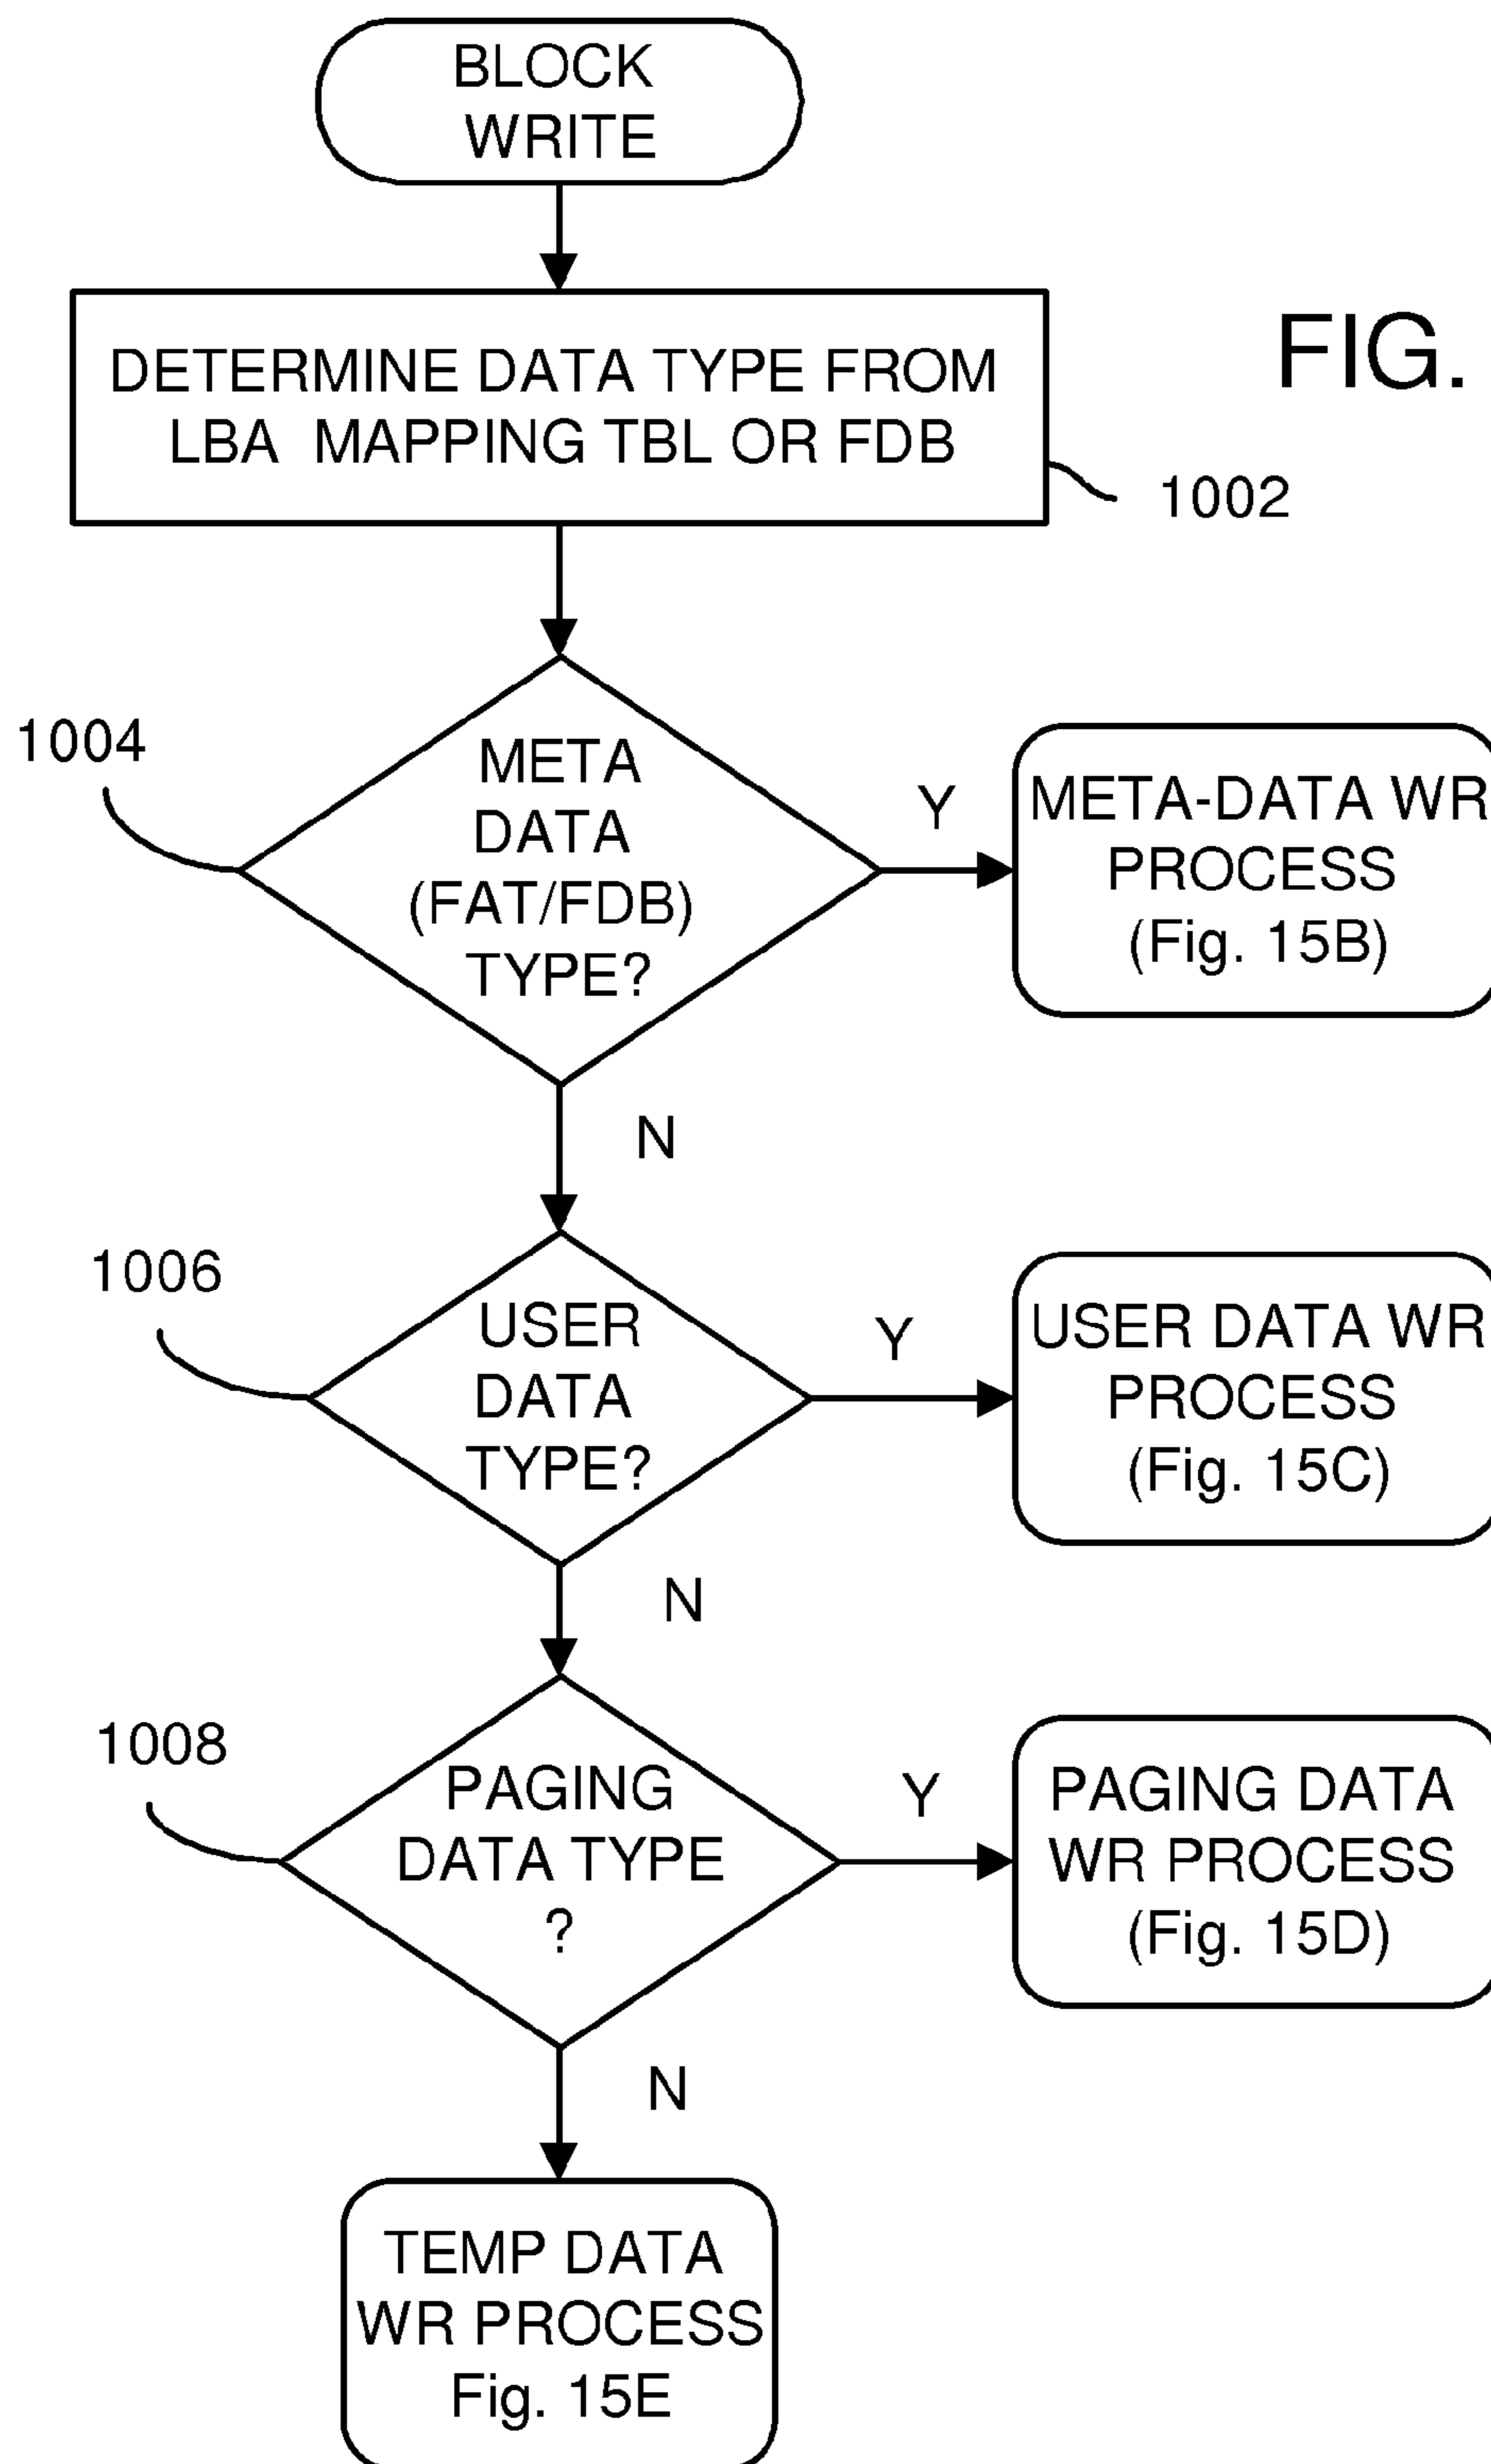 BLOCK
WRITE
DETERMINE DATA TYPE FROM
LBA MAPPING TBL OR FDB
FIG.
1002
1004
META
DATA
(FAT/FDB)
TYPE?
Y
META-DATA WR
PROCESS
(Fig. 15B)
N
1006
USER
DATA
TYPE?
Y
USER DATA WR
PROCESS
(Fig. 15C)
N
1008
PAGING
DATA TYPE
?
Y
PAGING DATA
WR PROCESS
(Fig. 15D)
N
TEMP DATA
WR PROCESS
Fig. 15E